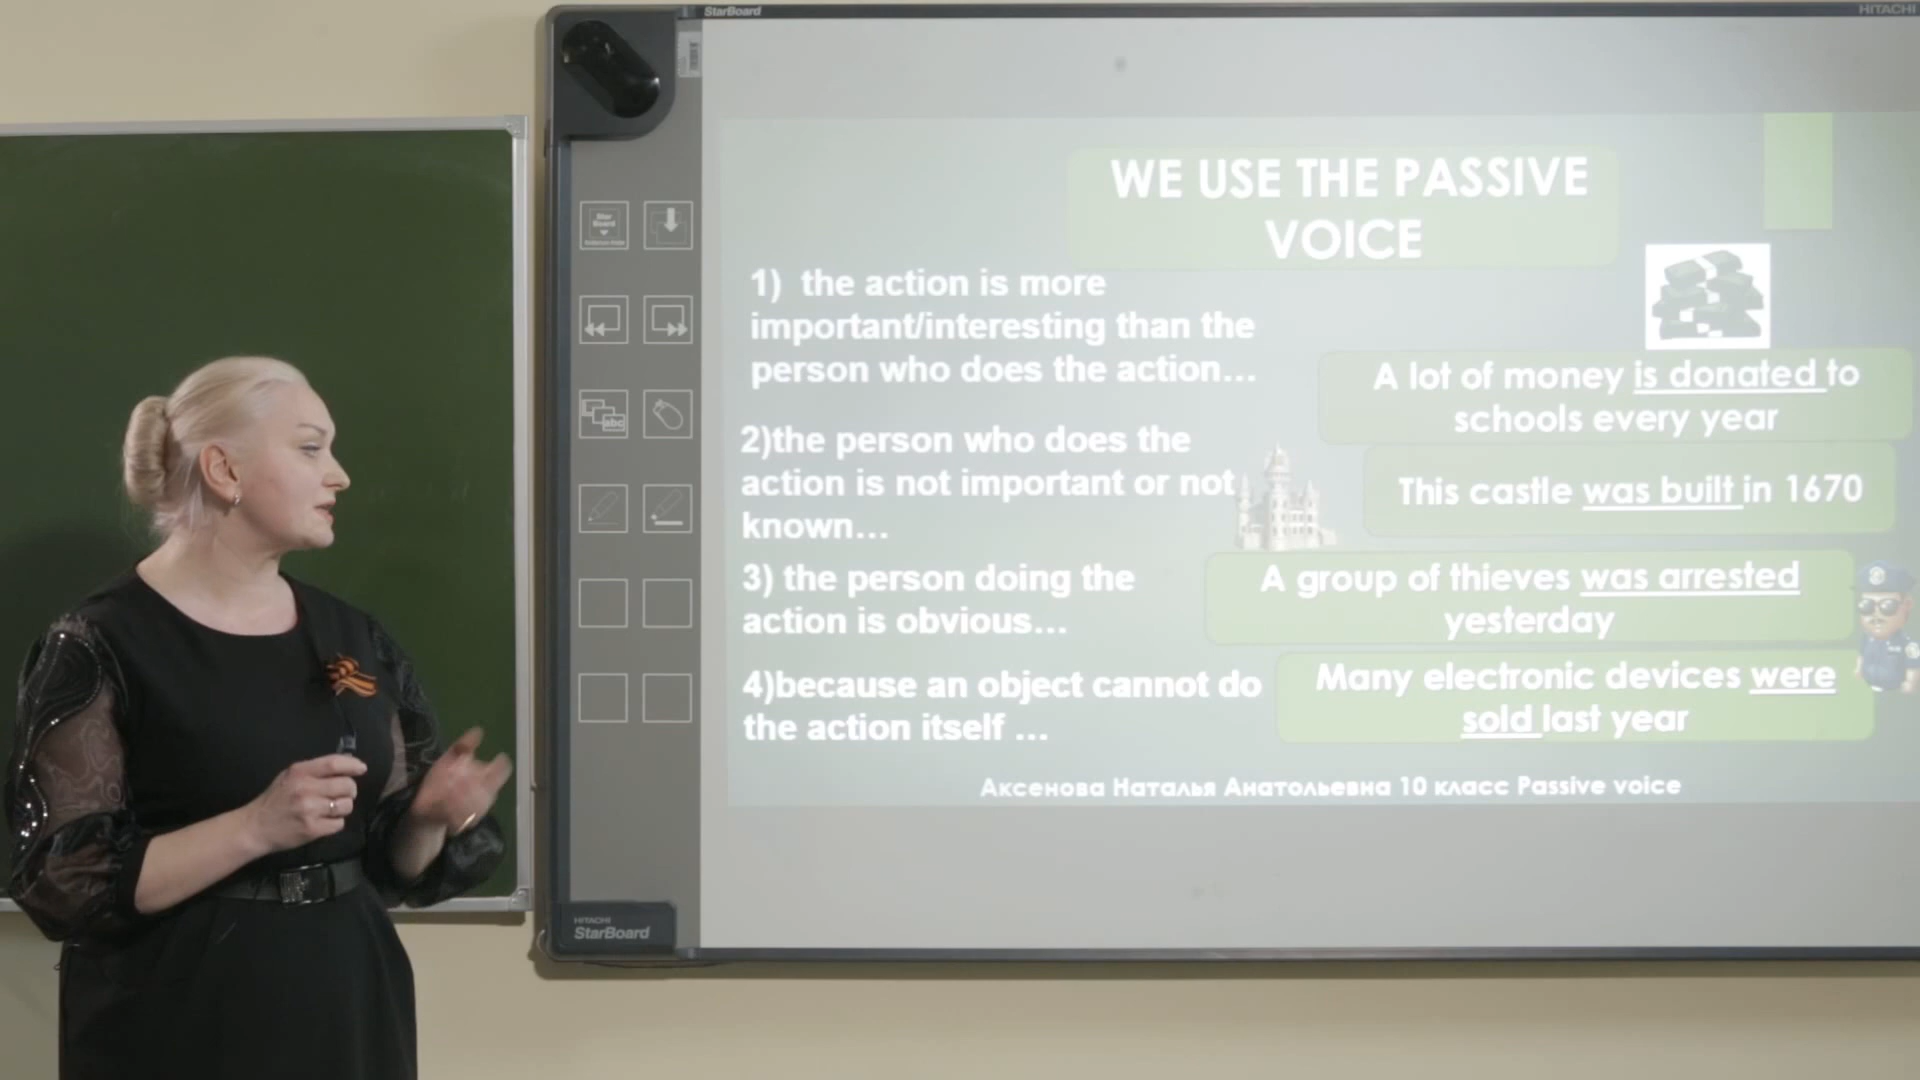 StarBoard
HITACHI
WE USE THE PASSIVE
VOICE
1) the action is more
important/interesting than the
person who does the action...
A lot of money is donated to
schools every year
2)the person who does the
action is not important or not
known...
This castle was built in 1670
3) the person doing the
action is obvious...
A group of thieves was arrested
yesterday
4)because an object cannot do
the action itself ...
Many electronic devices were
sold last year
Аксенова Наталья Анатольевна 10 класс Passive voice
Star
Board
abc
HITACHI
StarBoard